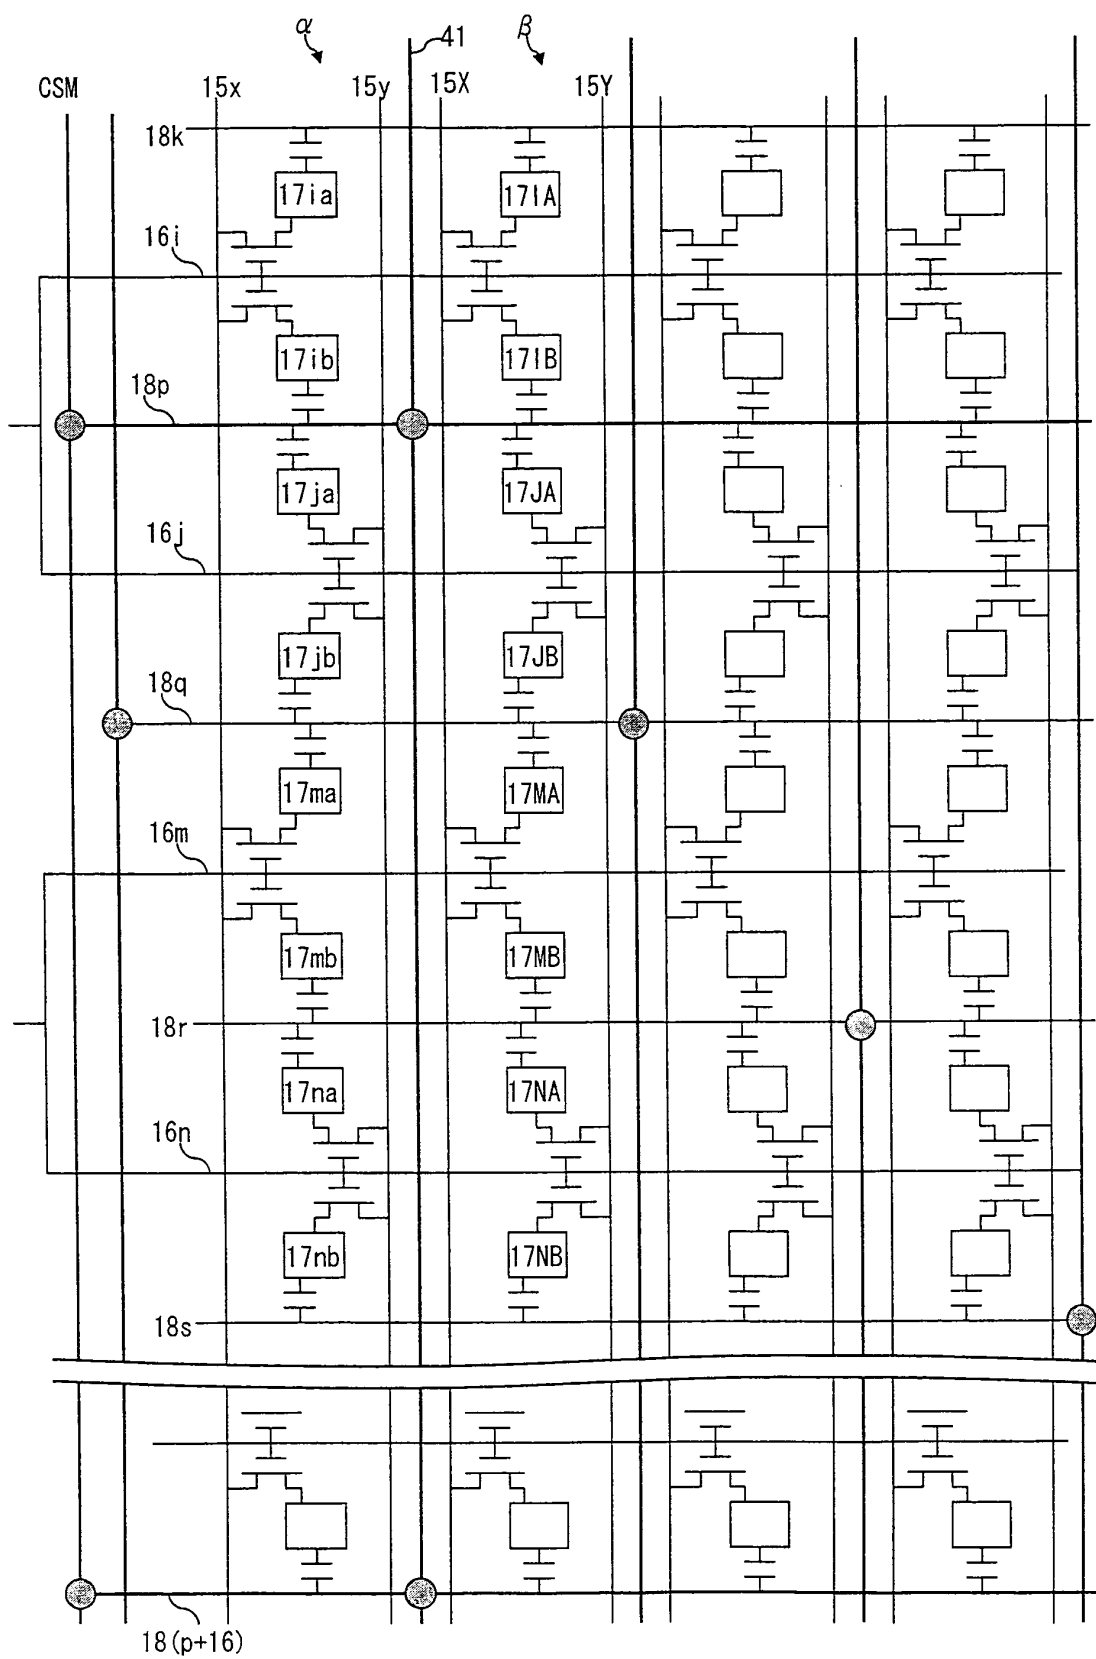 α 41 β
CSM 15x 15y 15X 15Y
18k
17ia 17IA
16i
17ib 17IB
18p
17ja 17JA
16j
17jb 17JB
18q
17ma 17MA
16m
17mb 17MB
18r
17na 17NA
16n
17nb 17NB
18s
18(p+16)